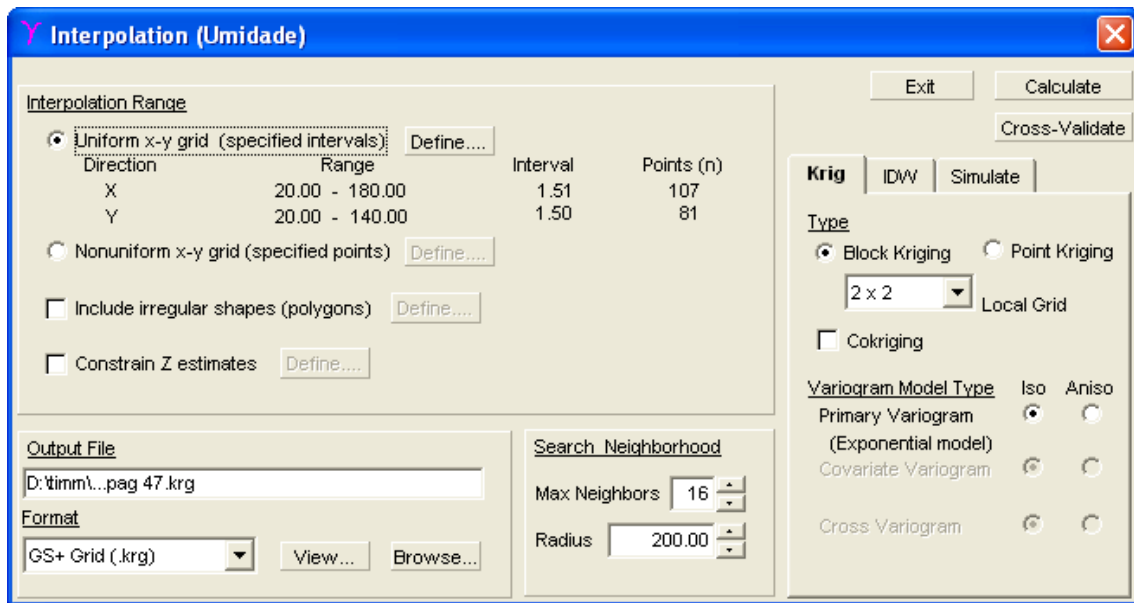 Interpolation (Umidade)
Exit
Calculate
Cross-Validate
Interpolation Range
Uniform x-y grid (specified intervals) Define....
Direction Range Interval Points (n)
X 20.00 - 180.00 1.51 107
Y 20.00 - 140.00 1.50 81
Nonuniform x-y grid (specified points) Define....
Include irregular shapes (polygons) Define....
Constrain Z estimates Define....
Krig IDW Simulate
Type
Block Kriging Point Kriging
2 x 2 Local Grid
Cokriging
Variogram Model Type Iso Aniso
Primary Variogram
(Exponential model)
Covariate Variogram
Cross Variogram
Output File
D:\timm\...pag 47.krg
Format
GS+ Grid (.krg) View... Browse...
Search Neighborhood
Max Neighbors 16
Radius 200.00